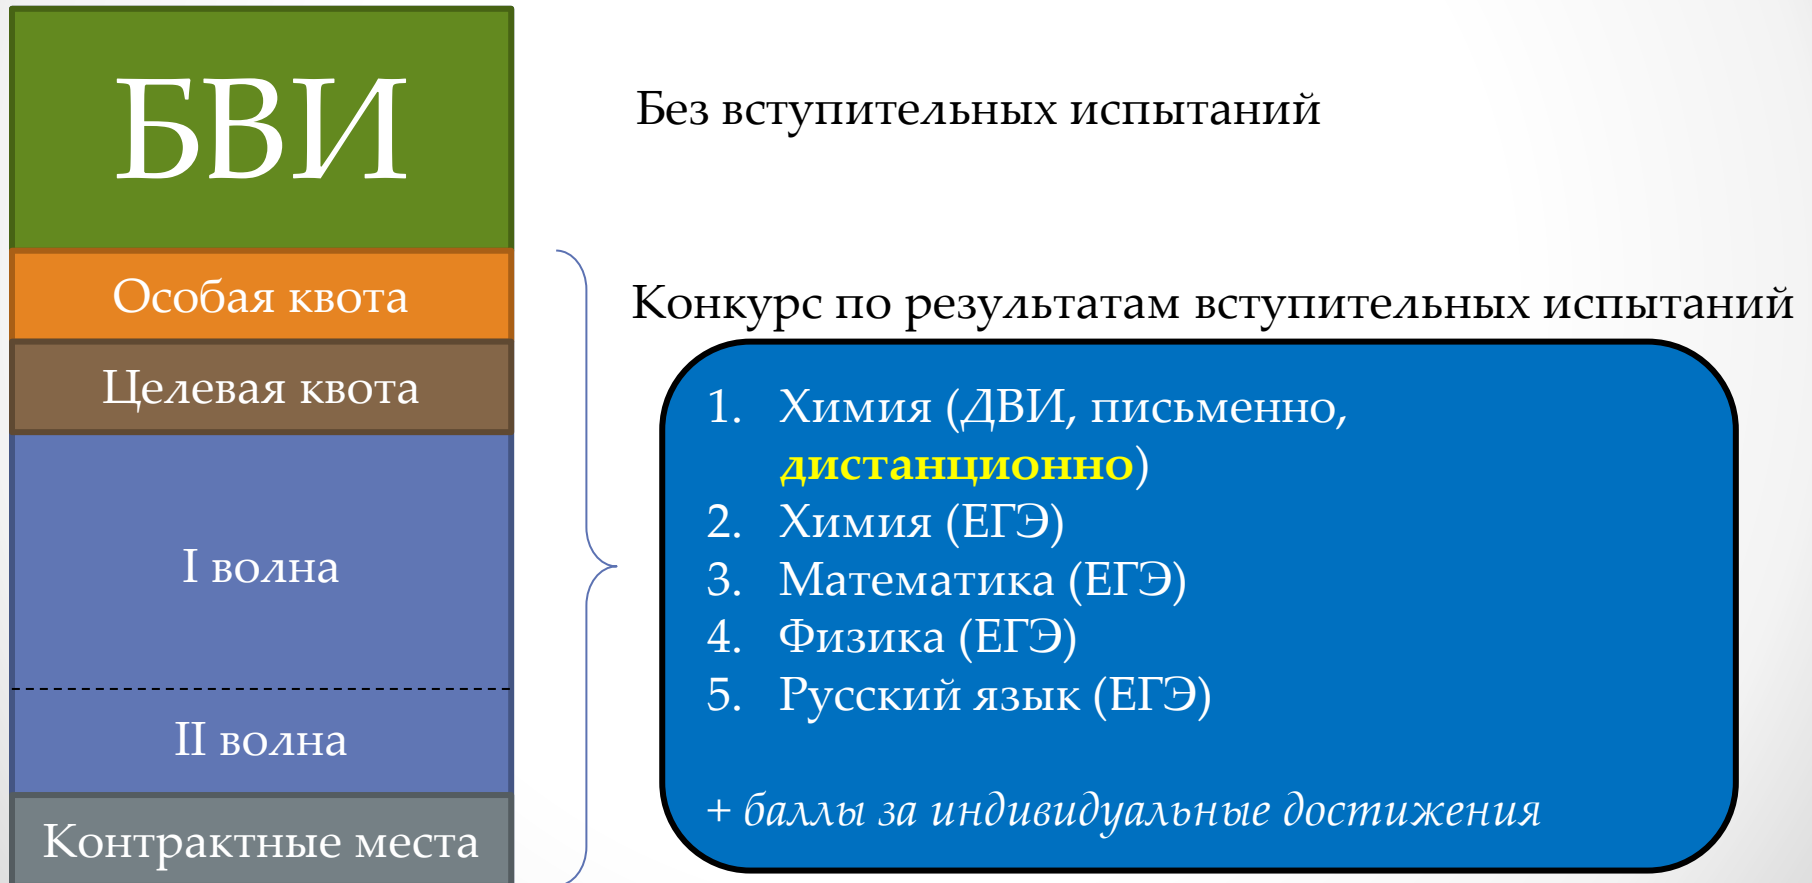 БВИ
Без вступительных испытаний
Особая квота
Целевая квота
I волна
II волна
Контрактные места
Конкурс по результатам вступительных испытаний
1. Химия (ДВИ, письменно,
дистанционно)
2. Химия (ЕГЭ)
3. Математика (ЕГЭ)
4. Физика (ЕГЭ)
5. Русский язык (ЕГЭ)
+ баллы за индивидуальные достижения